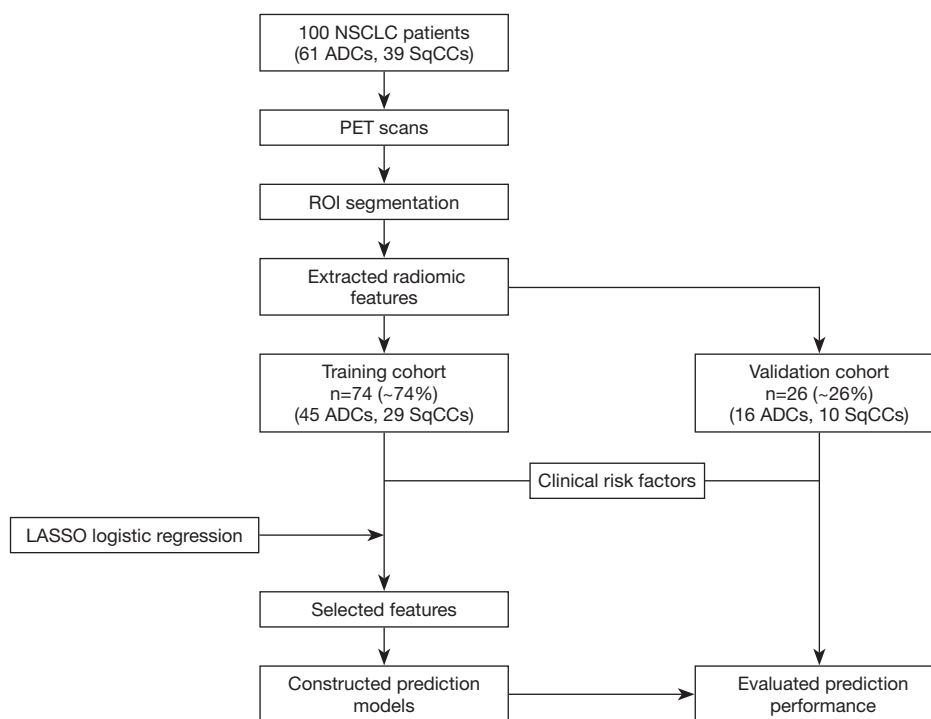 100 NSCLC patients
(61 ADCs, 39 SqCCs)
PET scans
ROI segmentation
Extracted radiomic
features
Training cohort
n=74 (~74%)
(45 ADCs, 29 SqCCs)
Validation cohort
n=26 (~26%)
(16 ADCs, 10 SqCCs)
Clinical risk factors
LASSO logistic regression
Selected features
Constructed prediction
models
Evaluated prediction
performance